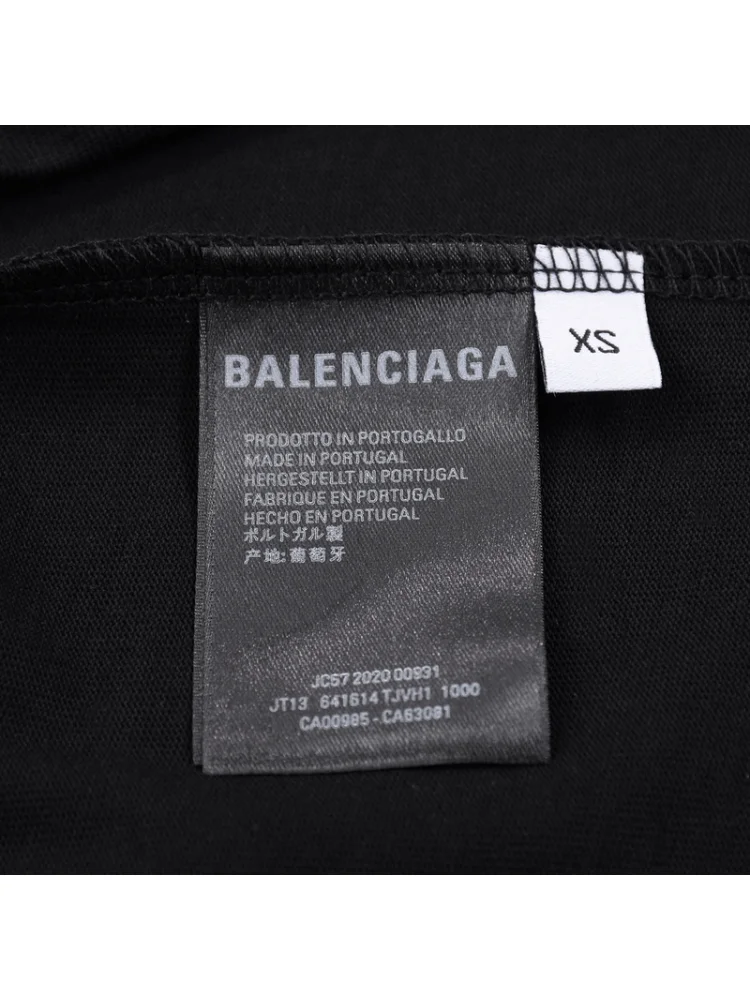 BALENCIAGA
XS
PRODOTTO IN PORTOGALLO
MADE IN PORTUGAL
HERGESTELLT IN PORTUGAL
FABRIQUE EN PORTUGAL
HECHO EN PORTUGAL
ポルトガル製
产地:葡萄牙
JC67 2020 00931
JT13 641614 TJVH1 1000
CA00985 - CA63081